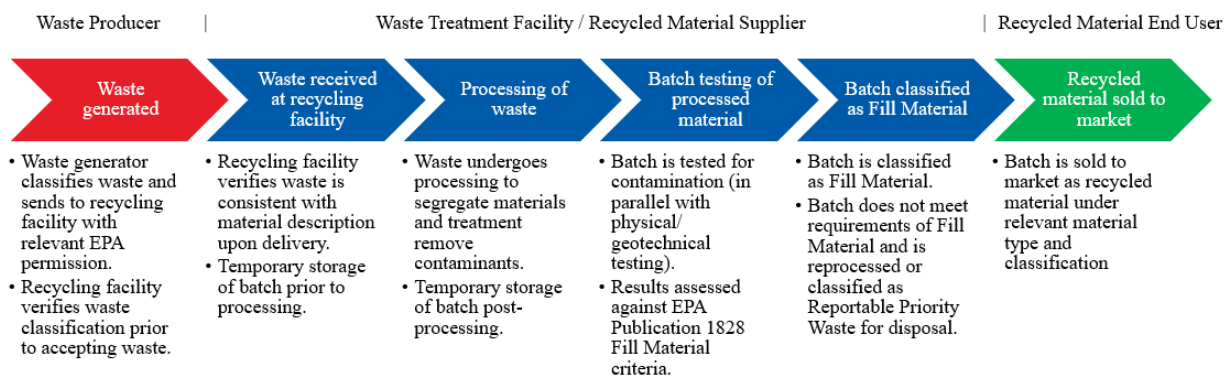 Waste Producer | Waste Treatment Facility / Recycled Material Supplier | Recycled Material End User
Waste
generated
Waste received
at recycling
facility
Processing of
waste
Batch testing of
processed
material
Batch classified
as Fill Material
Recycled
material sold to
market
• Waste generator
classifies waste and
sends to recycling
facility with
relevant EPA
permission.
• Recycling facility
verifies waste
classification prior
to accepting waste.
• Recycling facility
verifies waste is
consistent with
material description
upon delivery.
• Temporary storage
of batch prior to
processing.
• Waste undergoes
processing to
segregate materials
and treatment
remove
contaminants.
• Temporary storage
of batch post-
processing.
• Batch is tested for
contamination (in
parallel with
physical/
geotechnical
testing).
• Results assessed
against EPA
Publication 1828
Fill Material
criteria.
• Batch is classified
as Fill Material.
• Batch does not meet
requirements of Fill
Material and is
reprocessed or
classified as
Reportable Priority
Waste for disposal.
• Batch is sold to
market as recycled
material under
relevant material
type and
classification